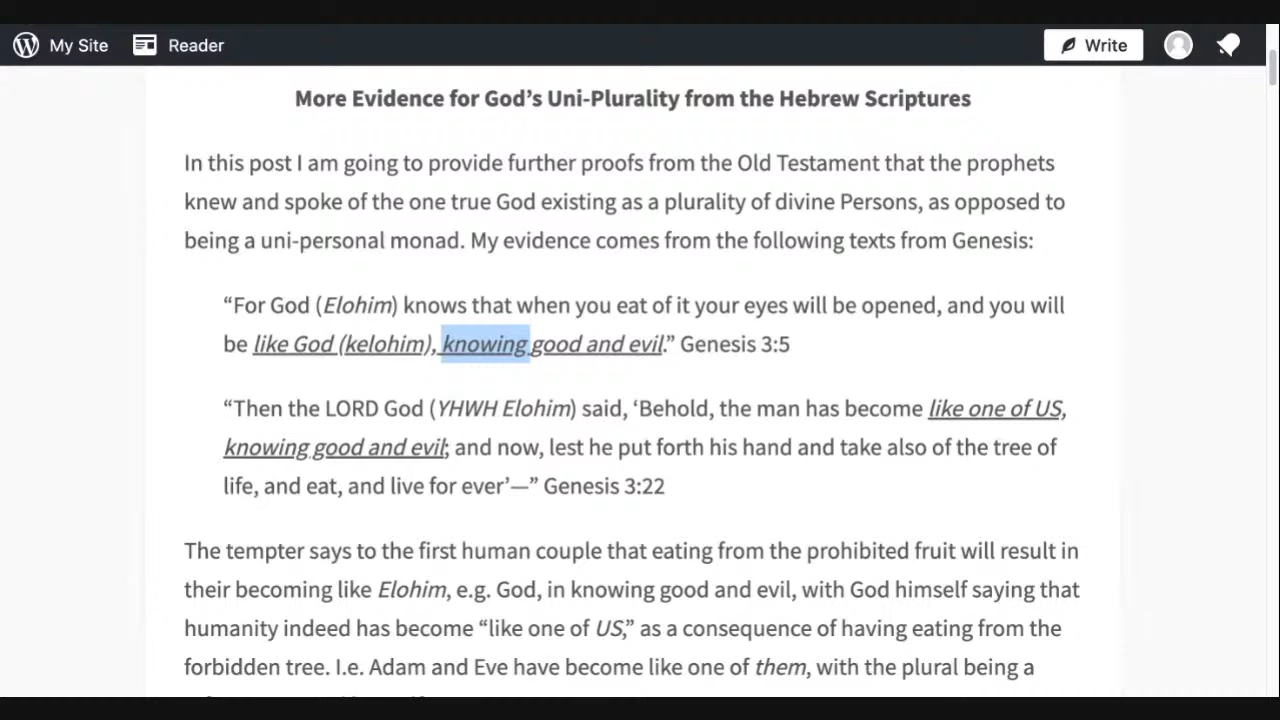 My Site
Reader
Write
More Evidence for God’s Uni-Plurality from the Hebrew Scriptures
In this post I am going to provide further proofs from the Old Testament that the prophets
knew and spoke of the one true God existing as a plurality of divine Persons, as opposed to
being a uni-personal monad. My evidence comes from the following texts from Genesis:
“For God (Elohim) knows that when you eat of it your eyes will be opened, and you will
be like God (kelohim), knowing good and evil.” Genesis 3:5
“Then the LORD God (YHWH Elohim) said, ‘Behold, the man has become like one of US,
knowing good and evil; and now, lest he put forth his hand and take also of the tree of
life, and eat, and live for ever’—” Genesis 3:22
The tempter says to the first human couple that eating from the prohibited fruit will result in
their becoming like Elohim, e.g. God, in knowing good and evil, with God himself saying that
humanity indeed has become “like one of US,” as a consequence of having eating from the
forbidden tree. I.e. Adam and Eve have become like one of them, with the plural being a